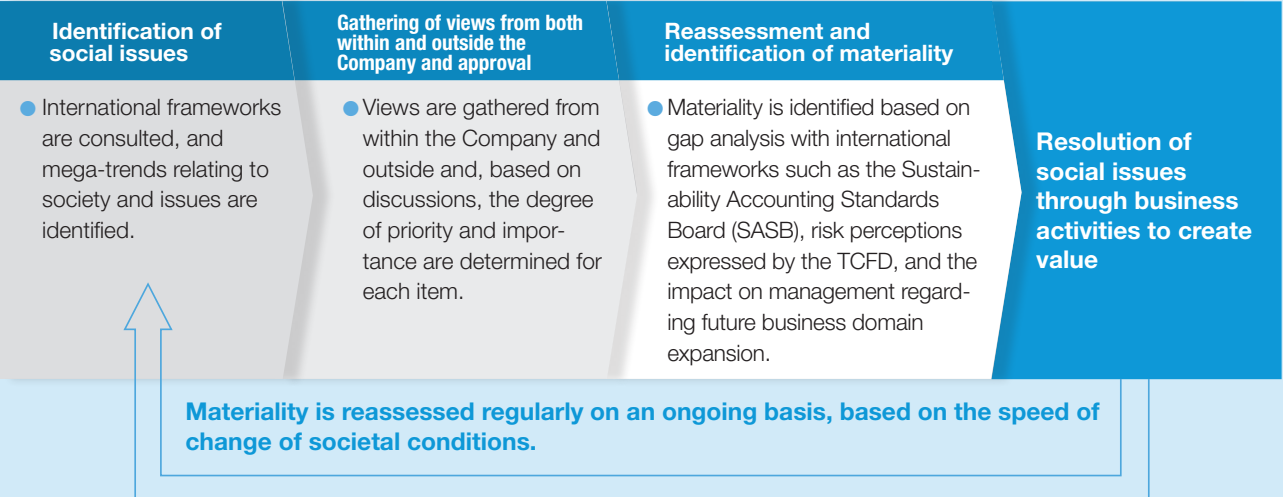 Identification of
social issues
● International frameworks
are consulted, and
mega-trends relating to
society and issues are
identified.
Gathering of views from both
within and outside the
Company and approval
● Views are gathered from
within the Company and
outside and, based on
discussions, the degree
of priority and impor-
tance are determined for
each item.
Reassessment and
identification of materiality
● Materiality is identified based on
gap analysis with international
frameworks such as the Sustain-
ability Accounting Standards
Board (SASB), risk perceptions
expressed by the TCFD, and the
impact on management regard-
ing future business domain
expansion.
Resolution of
social issues
through business
activities to create
value
Materiality is reassessed regularly on an ongoing basis, based on the speed of
change of societal conditions.